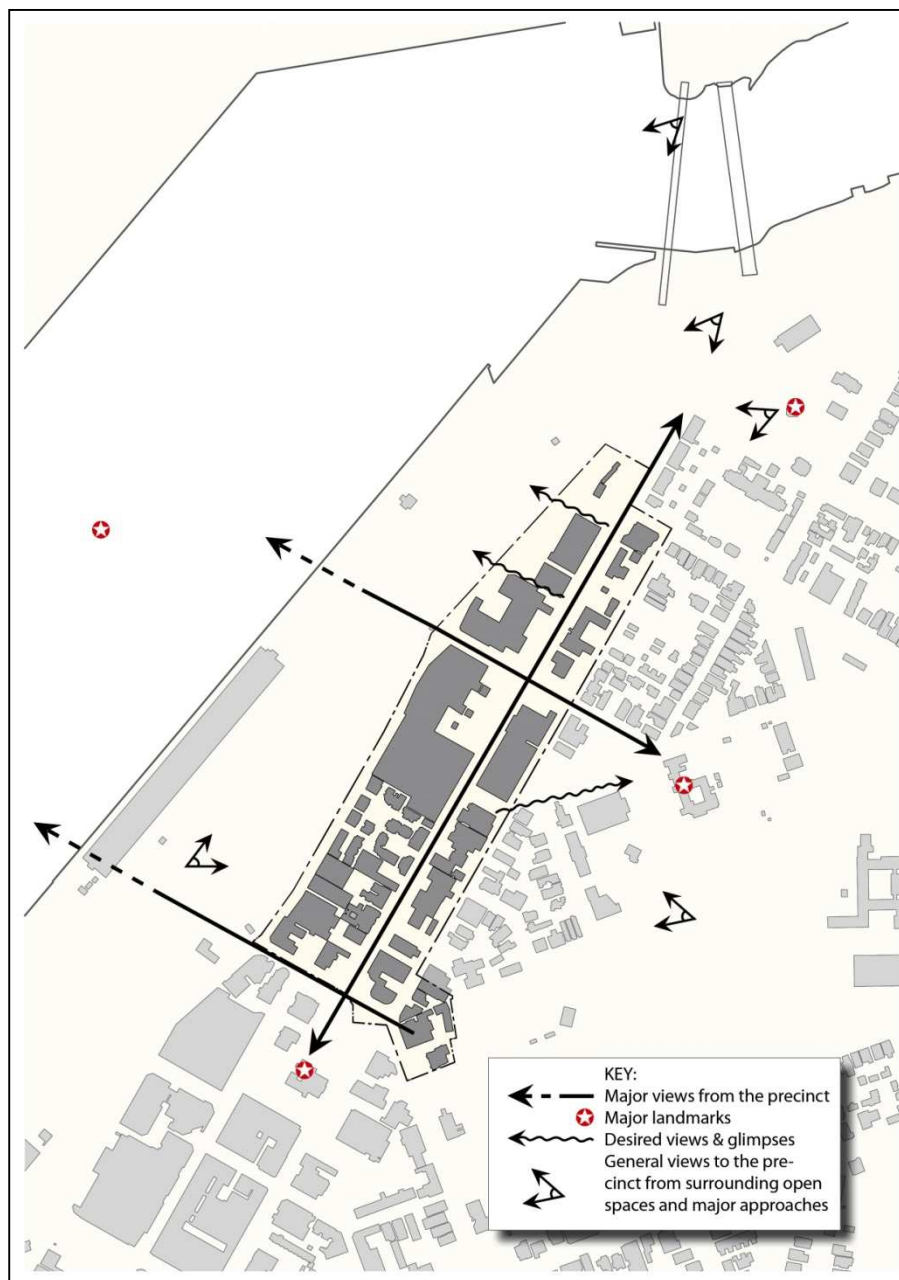 KEY:
Major views from the precinct
Major landmarks
Desired views & glimpses
General views to the pre-
cinct from surrounding open
spaces and major approaches